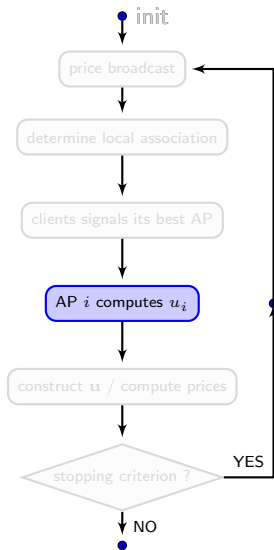 init
price broadcast
determine local association
clients signals its best AP
AP i computes u_i
construct u / compute prices
stopping criterion ?
YES
NO